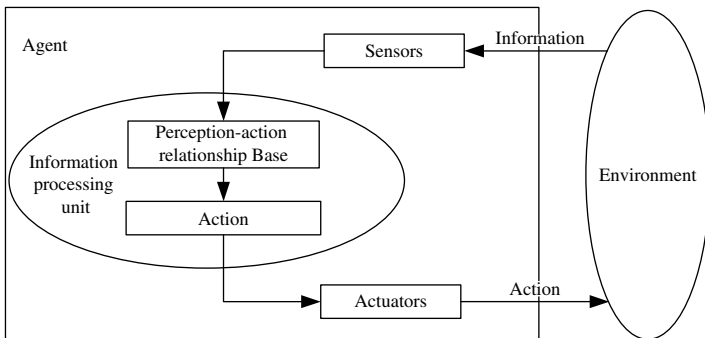 Agent
Sensors
Information
Perception-action
relationship Base
Information
processing
unit
Environment
Action
Actuators
Action